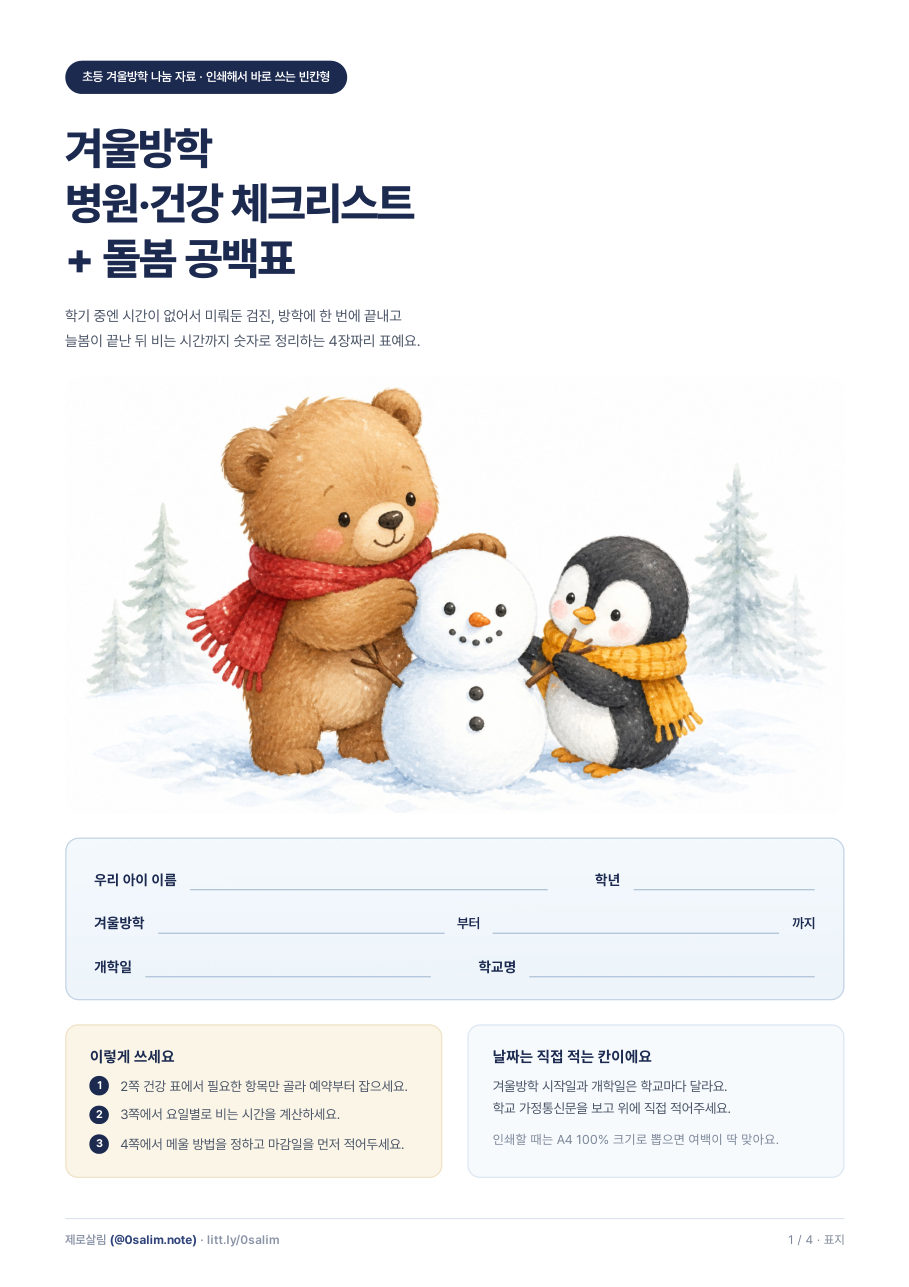 초등 겨울방학 나눔 자료 · 인쇄해서 바로 쓰는 빈칸형
겨울방학
병원·건강 체크리스트
+ 돌봄 공백표
학기 중엔 시간이 없어서 미뤄둔 검진, 방학에 한 번에 끝내고
늘봄이 끝난 뒤 비는 시간까지 숫자로 정리하는 4장짜리 표예요.
우리 아이 이름 학년
겨울방학 부터 까지
개학일 학교명
이렇게 쓰세요
1 2쪽 건강 표에서 필요한 항목만 골라 예약부터 잡으세요.
2 3쪽에서 요일별로 비는 시간을 계산하세요.
3 4쪽에서 메울 방법을 정하고 마감일을 먼저 적어두세요.
날짜는 직접 적는 칸이에요
겨울방학 시작일과 개학일은 학교마다 달라요.
학교 가정통신문을 보고 위에 직접 적어주세요.
인쇄할 때는 A4 100% 크기로 뽑으면 여백이 딱 맞아요.
제로살림 (@0salim.note) · litt.ly/0salim
1 / 4 · 표지